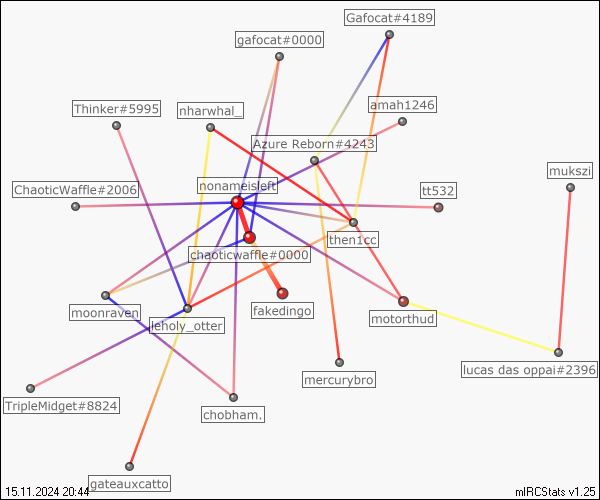 Gafocat#4189
gafocat#0000
Thinker#5995
nharwhal_
amah1246
Azure Reborn#4243
mukszi
ChaoticWaffle#2006
nonameisleft
tt532
then1cc
chaoticwaffle#0000
moonraven
fakedingo
motorthud
leholy_otter
lucas das oppai#2396
mercurybro
TripleMidget#8824
chobham.
gateauxcatto
15.11.2024 20:44
mIRCStats v1.25